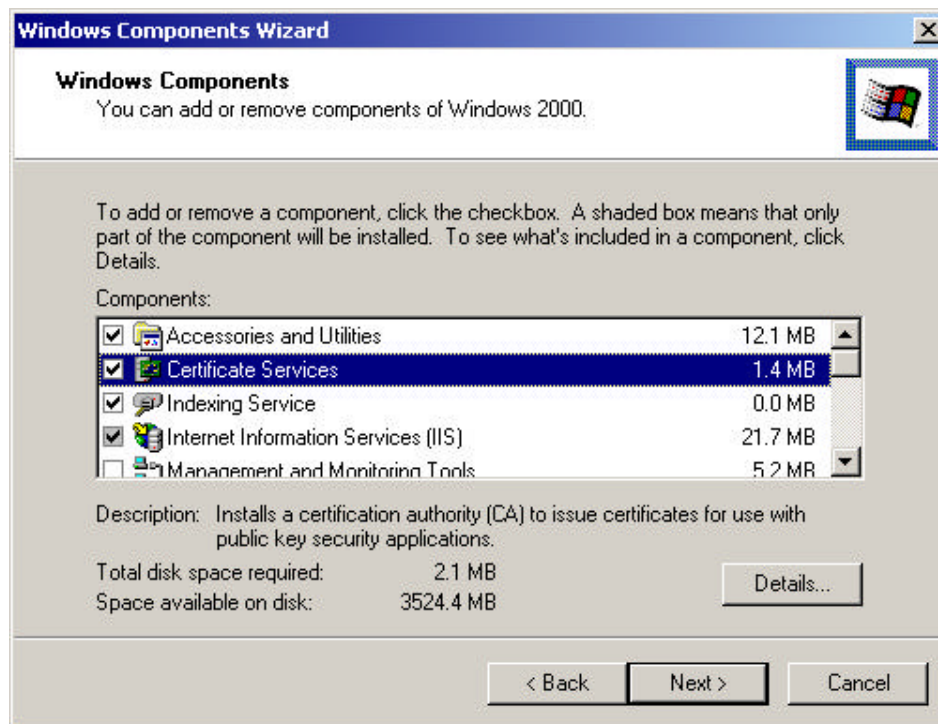 Windows Components Wizard
Windows Components
You can add or remove components of Windows 2000.
To add or remove a component, click the checkbox. A shaded box means that only
part of the component will be installed. To see what's included in a component, click
Details.
Components:
Accessories and Utilities 12.1 MB
Certificate Services 1.4 MB
Indexing Service 0.0 MB
Internet Information Services (IIS) 21.7 MB
Management and Monitoring Tools 5.2 MB
Description: Installs a certification authority (CA) to issue certificates for use with
public key security applications.
Total disk space required: 2.1 MB
Space available on disk: 3524.4 MB
Details...
< Back Next > Cancel